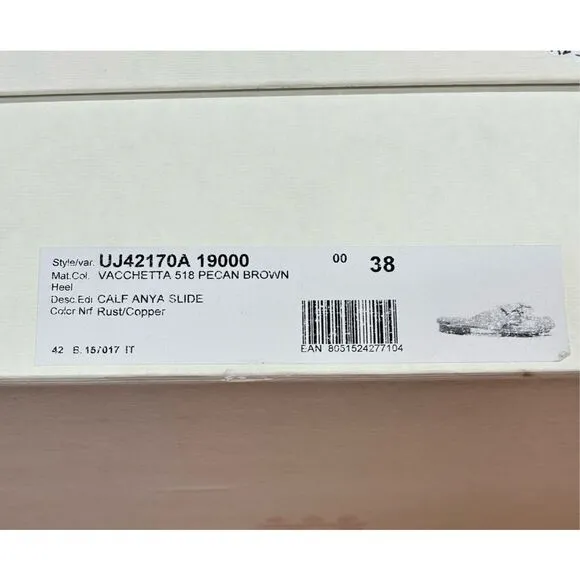 Style/var. UJ42170A 19000 00 38
Mat.Col. VACCHETTA 518 PECAN BROWN
Heel
Desc.Edi CALF ANYA SLIDE
Color Nrf Rust/Copper
42 B. 157017 IT
EAN 8051524277104